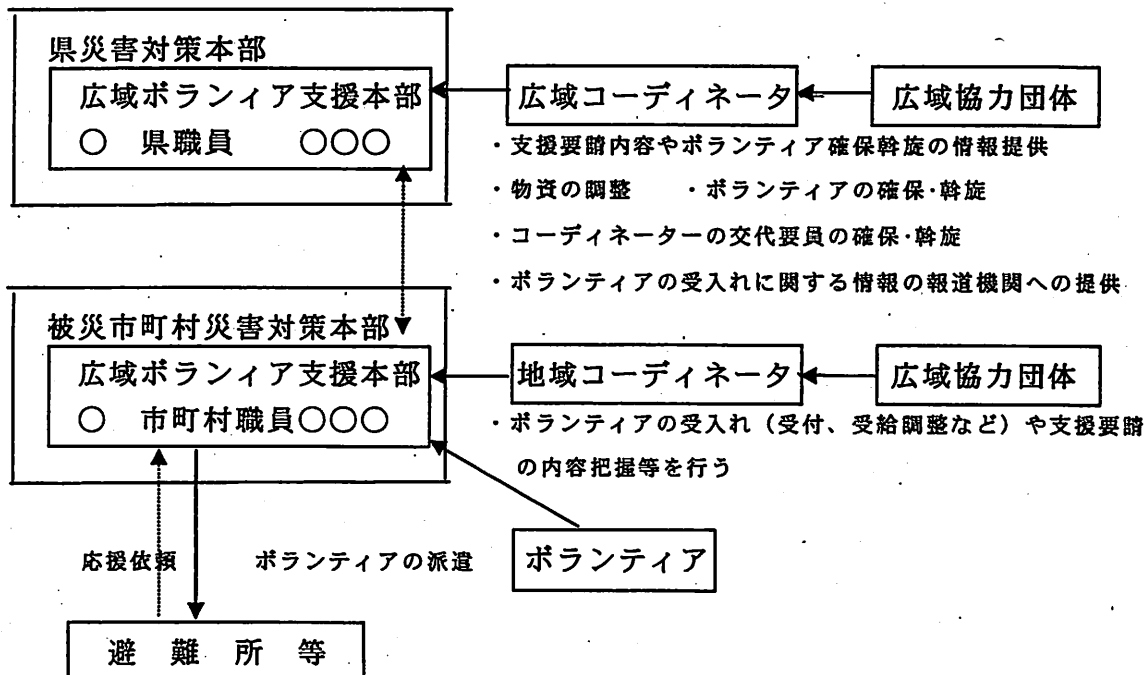 県災害対策本部
広域ボランィア支援本部
○ 県職員 ○○○
広域コーディネータ
広域協力団体
・支援要請内容やボランティア確保斡旋の情報提供
・物資の調整 ・ボランティアの確保・斡旋
・コーディネーターの交代要員の確保・斡旋
・ボランティアの受入れに関する情報の報道機関への提供
被災市町村災害対策本部
広域ボランィア支援本部
○ 市町村職員○○○
地域コーディネータ
広域協力団体
・ボランティアの受入れ（受付、受給調整など）や支援要請
の内容把握等を行う
応援依頼
ボランティアの派遣
ボランティア
避難所等